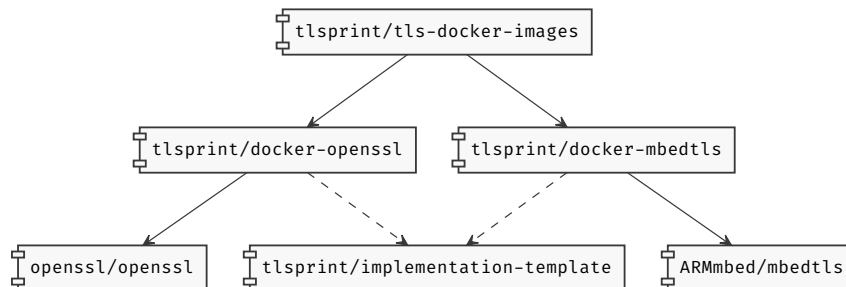 tlsprint/tls-docker-images
tlsprint/docker-openssl
tlsprint/docker-mbedtls
openssl/openssl
tlsprint/implementation-template
ARMmbed/mbedtls